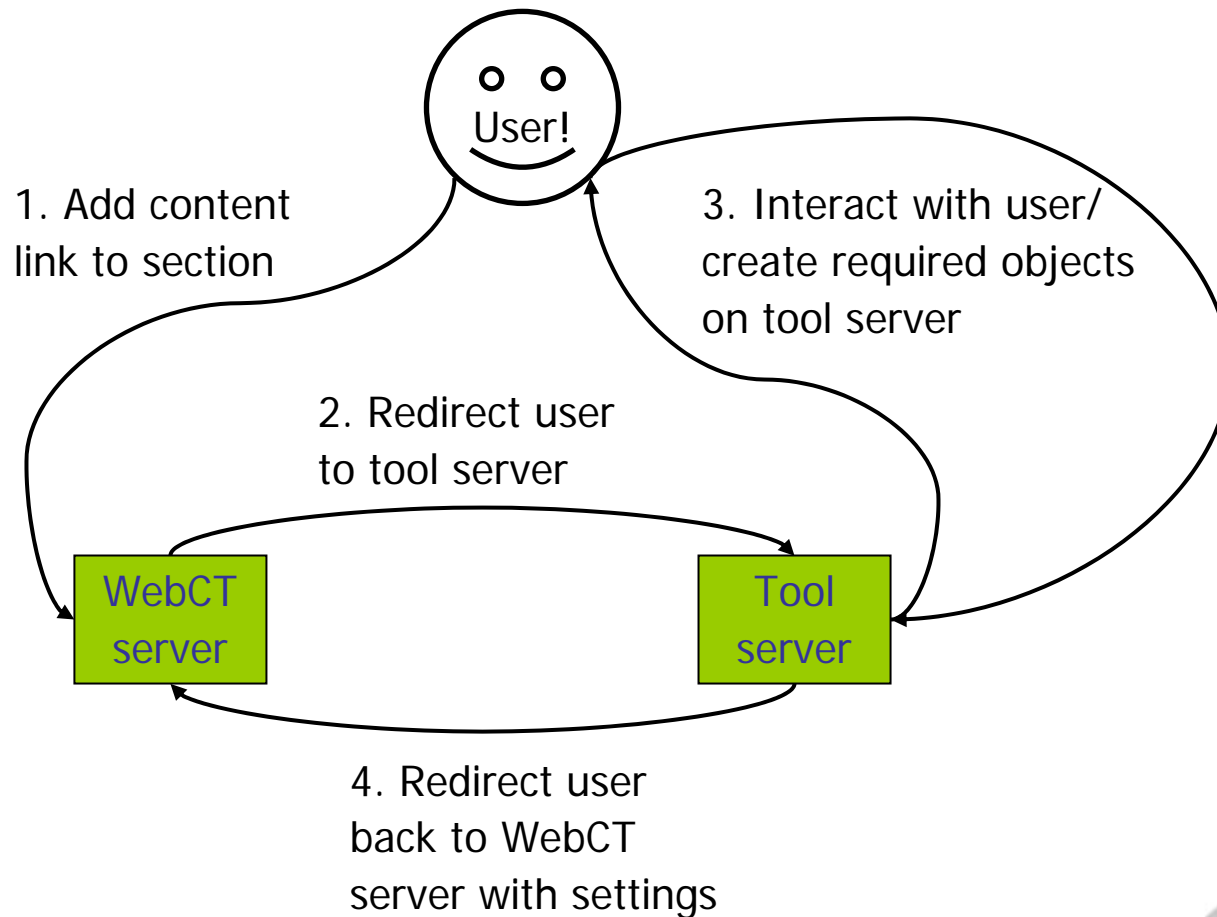 User!
1. Add content
link to section
3. Interact with user/
create required objects
on tool server
2. Redirect user
to tool server
WebCT
server
Tool
server
4. Redirect user
back to WebCT
server with settings